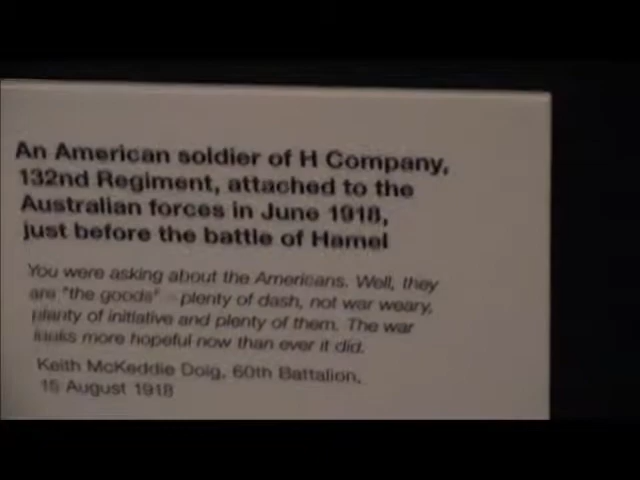 An American soldier of H Company,
132nd Regiment, attached to the
Australian forces in June 1918,
just before the battle of Hamel
You were asking about the Americans. Well, they
are "the goods" - plenty of dash, not war weary,
plenty of initiative and plenty of them. The war
looks more hopeful now than ever it did.
Keith McKeddie Doig, 60th Battalion,
15 August 1918